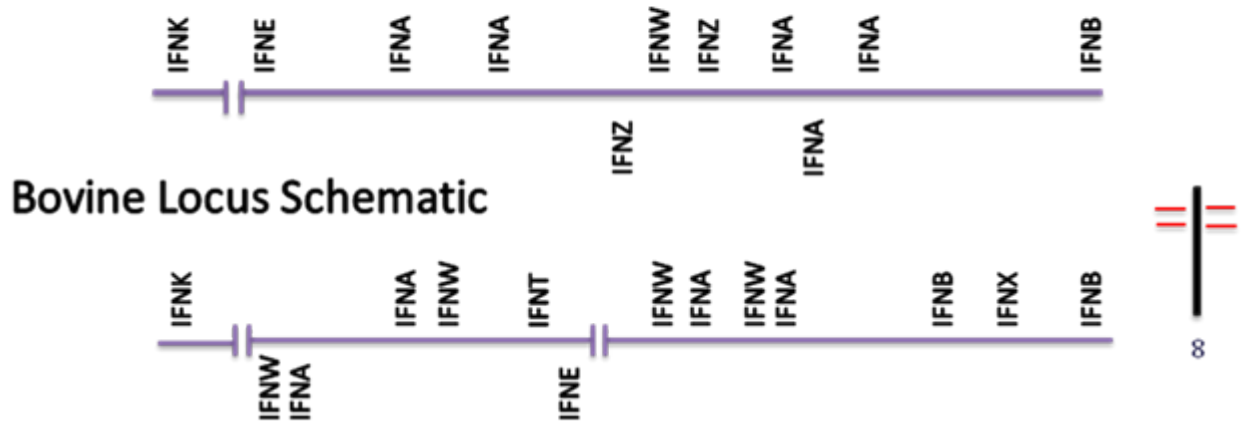 IFNK IFNE IFNA IFNA IFNW IFNZ IFNA IFNA IFNB
IFNZ IFNA
Bovine Locus Schematic
IFNK IFNA IFNW IFNT IFNW IFNA IFNW IFNA IFNB IFNX IFNB
8
IFNW IFNA IFNE